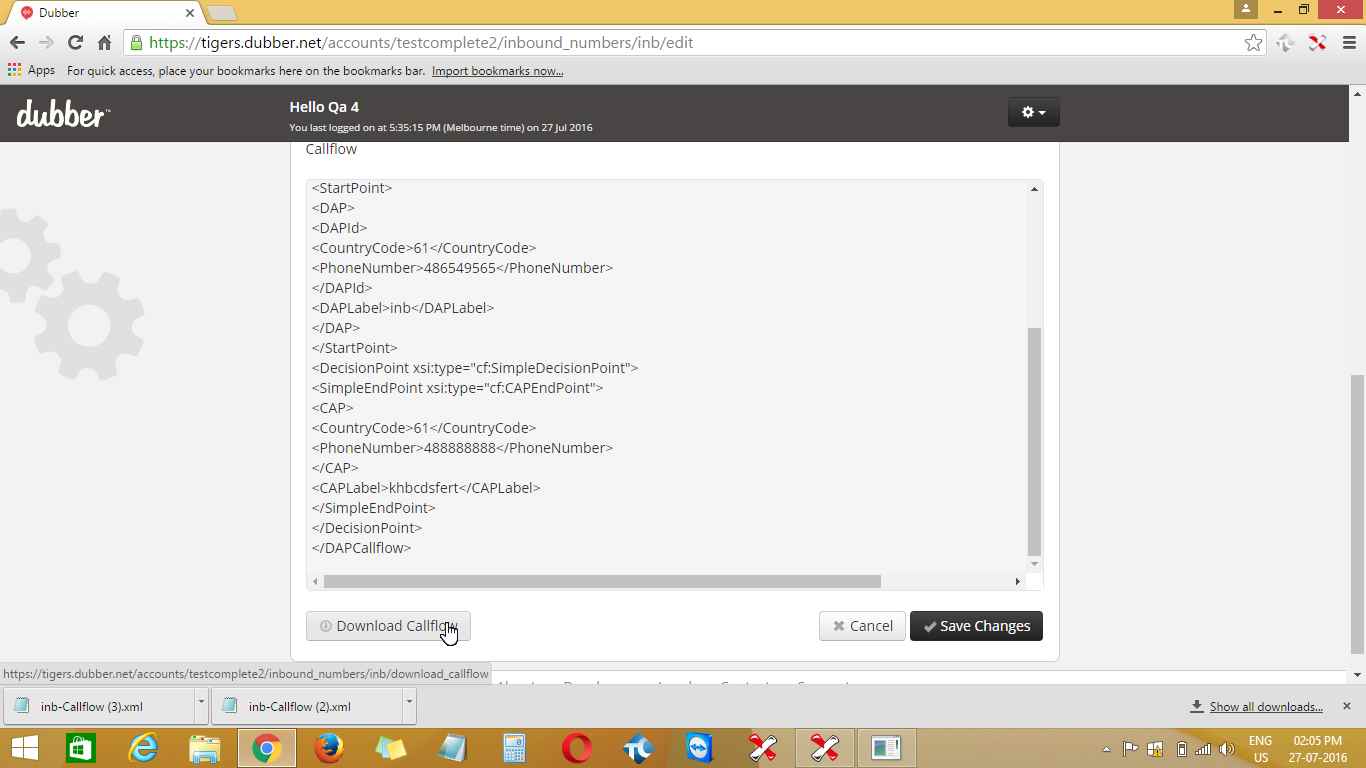 Dubber
https://tigers.dubber.net/accounts/testcomplete2/inbound_numbers/inb/edit
Apps For quick access, place your bookmarks here on the bookmarks bar. Import bookmarks now...
dubber™
Hello Qa 4
You last logged on at 5:35:15 PM (Melbourne time) on 27 Jul 2016
Callflow
<StartPoint>
<DAP>
<DAPId>
<CountryCode>61</CountryCode>
<PhoneNumber>486549565</PhoneNumber>
</DAPId>
<DAPLabel>inb</DAPLabel>
</DAP>
</StartPoint>
<DecisionPoint xsi:type="cf:SimpleDecisionPoint">
<SimpleEndPoint xsi:type="cf:CAPEndPoint">
<CAP>
<CountryCode>61</CountryCode>
<PhoneNumber>488888888</PhoneNumber>
</CAP>
<CAPLabel>khbcdsfert</CAPLabel>
</SimpleEndPoint>
</DecisionPoint>
</DAPCallflow>
Download Callflow
Cancel
Save Changes
https://tigers.dubber.net/accounts/testcomplete2/inbound_numbers/inb/download_callflow
inb-Callflow (3).xml
inb-Callflow (2).xml
Show all downloads...
ENG 02:05 PM
US 27-07-2016